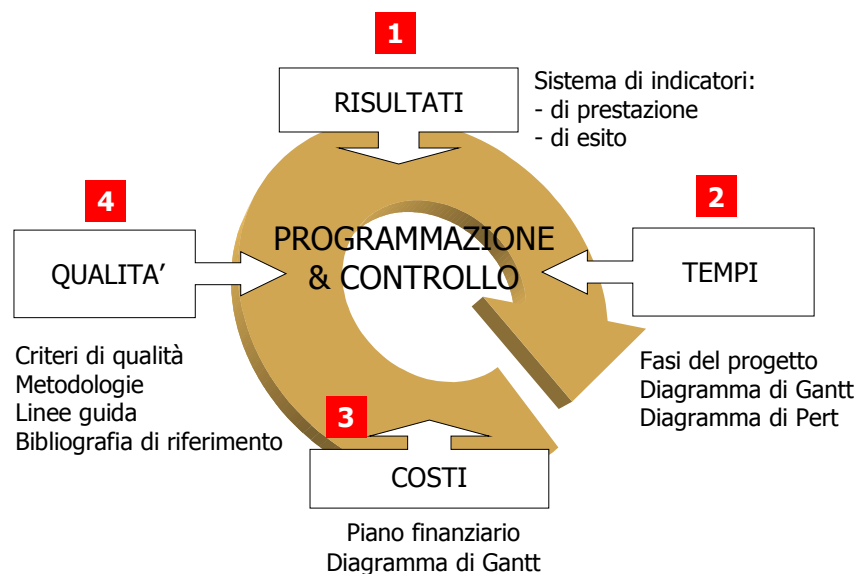 1
RISULTATI
Sistema di indicatori:
- di prestazione
- di esito
4
2
PROGRAMMAZIONE
& CONTROLLO
QUALITA’
TEMPI
Criteri di qualità
Metodologie
Linee guida
Bibliografia di riferimento
Fasi del progetto
Diagramma di Gantt
Diagramma di Pert
3
COSTI
Piano finanziario
Diagramma di Gantt